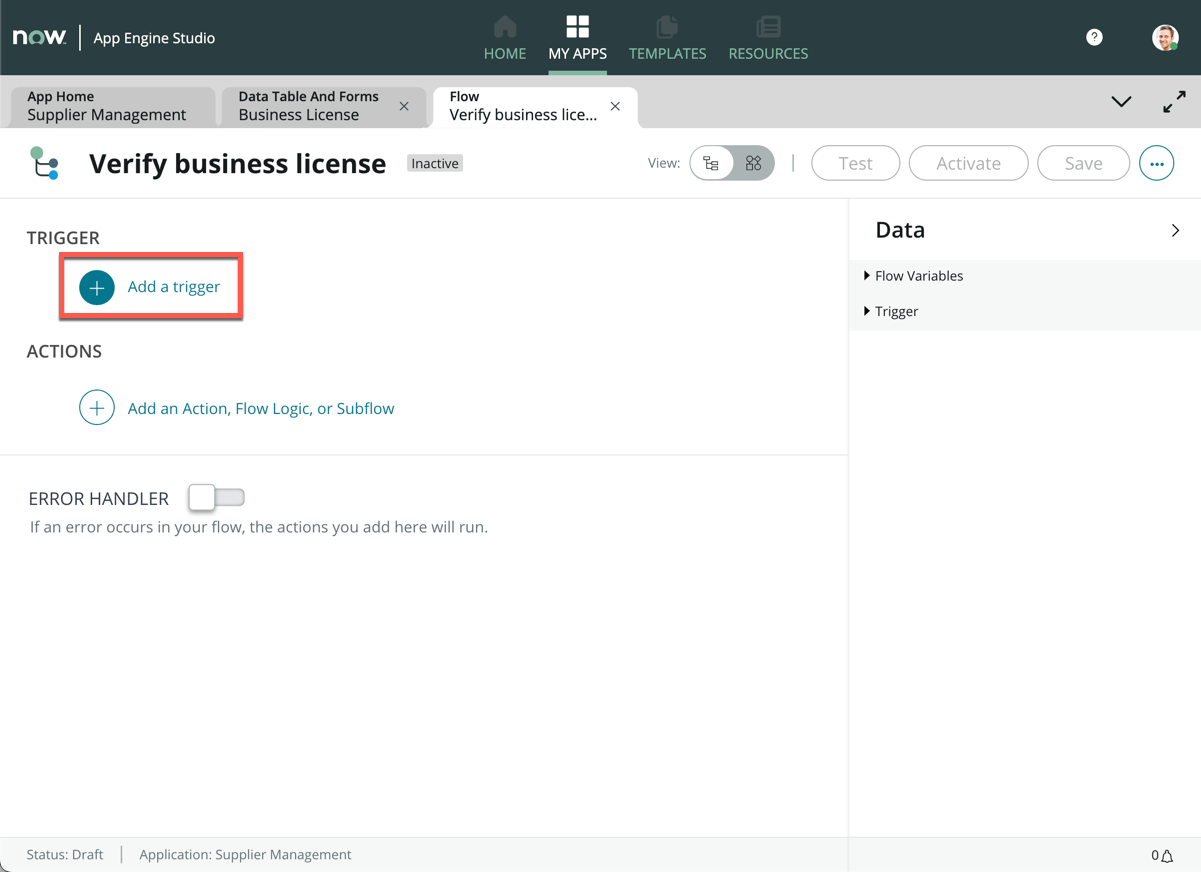 now. App Engine Studio
HOME MY APPS TEMPLATES RESOURCES
?
App Home
Supplier Management
Data Table And Forms
Business License
Flow
Verify business lice...
Verify business license Inactive
View:
Test Activate Save ...
TRIGGER
Add a trigger
ACTIONS
Add an Action, Flow Logic, or Subflow
ERROR HANDLER
If an error occurs in your flow, the actions you add here will run.
Data
Flow Variables
Trigger
Status: Draft Application: Supplier Management
0